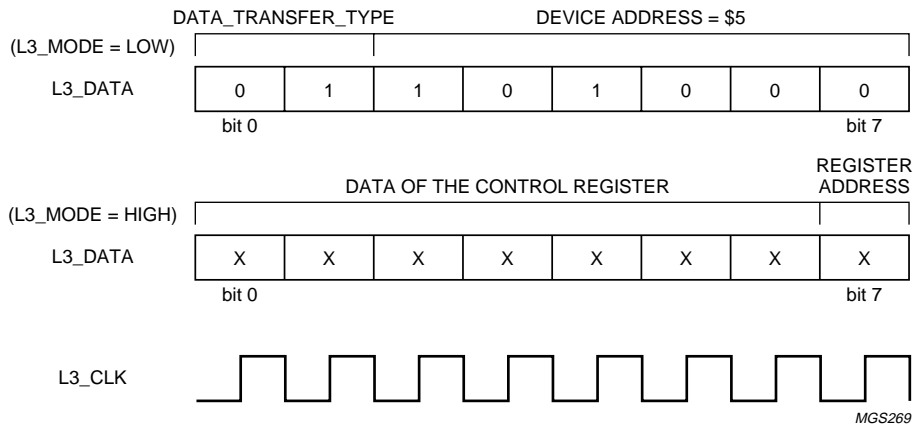 DATA_TRANSFER_TYPE DEVICE ADDRESS = $5
(L3_MODE = LOW)
L3_DATA 0 1 1 0 1 0 0 0
bit 0 bit 7
REGISTER
DATA OF THE CONTROL REGISTER ADDRESS
(L3_MODE = HIGH)
L3_DATA X X X X X X X X
bit 0 bit 7
L3_CLK
MGS269